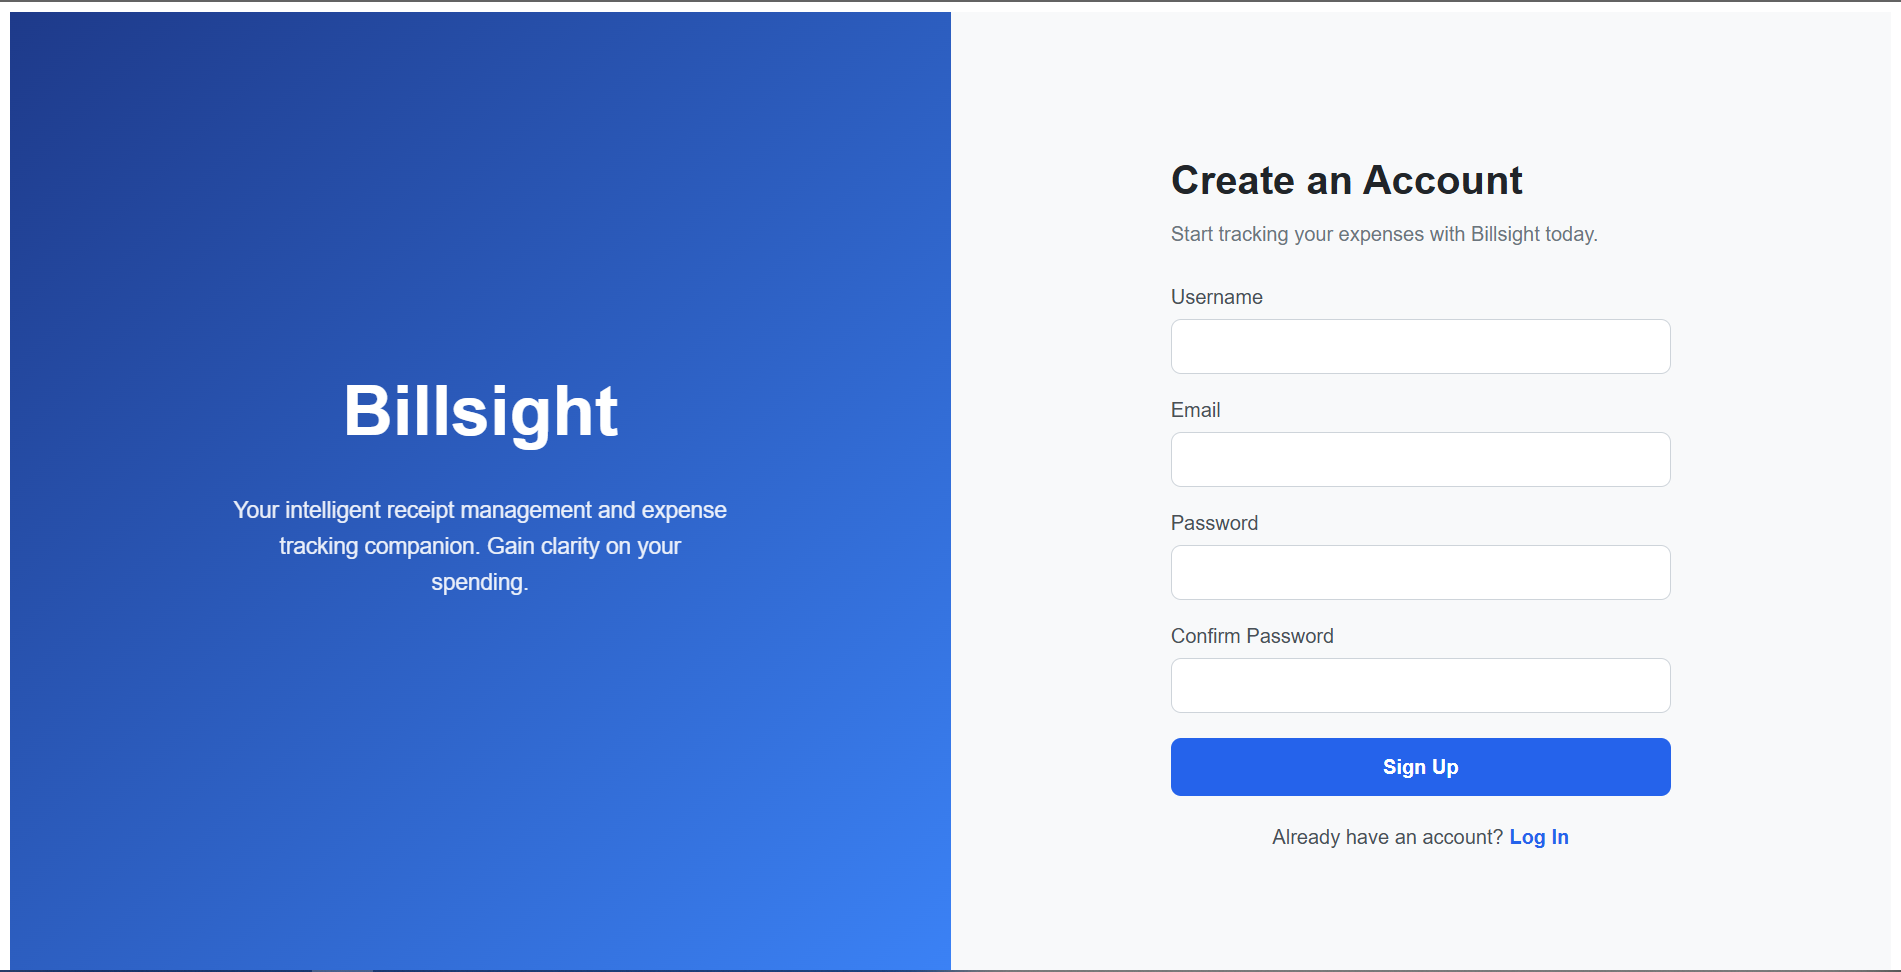 Billsight
Your intelligent receipt management and expense
tracking companion. Gain clarity on your
spending.
Create an Account
Start tracking your expenses with Billsight today.
Username
Email
Password
Confirm Password
Sign Up
Already have an account? Log In